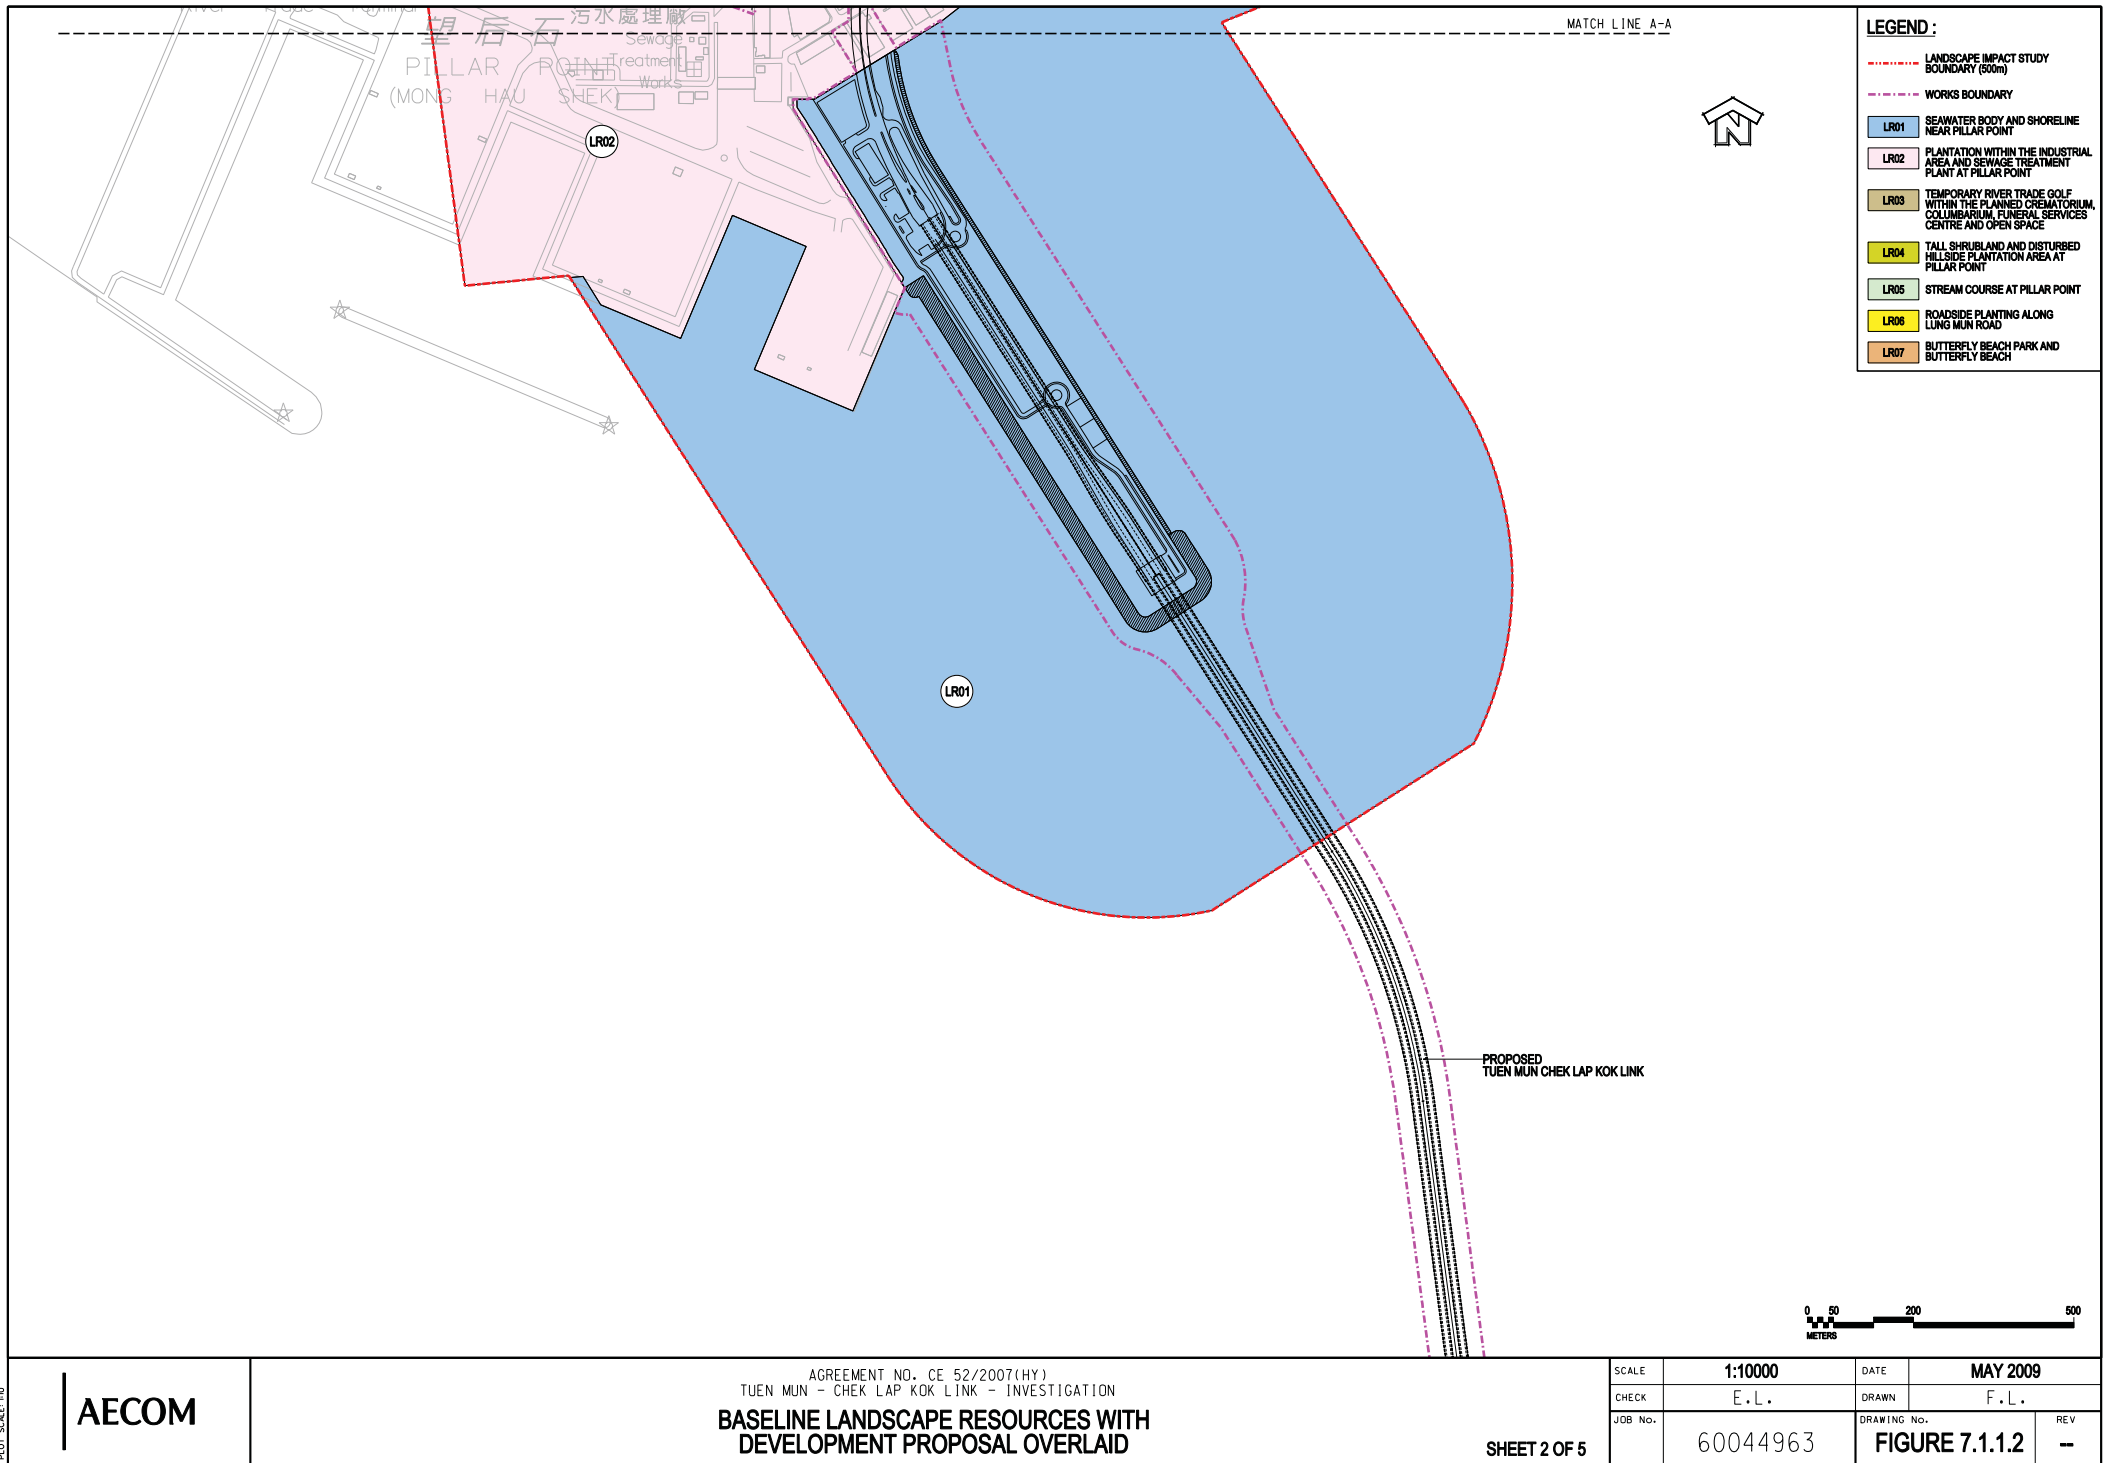 MATCH LINE A-A
污水處理廠
望后石
Sewage
Treatment
Works
PILLAR POINT
(MONG HAU SHEK)
LR02
LR01
PROPOSED
TUEN MUN CHEK LAP KOK LINK
LEGEND :
LANDSCAPE IMPACT STUDY
BOUNDARY (500m)
WORKS BOUNDARY
LR01 SEAWATER BODY AND SHORELINE
NEAR PILLAR POINT
LR02 PLANTATION WITHIN THE INDUSTRIAL
AREA AND SEWAGE TREATMENT
PLANT AT PILLAR POINT
LR03 TEMPORARY RIVER TRADE GOLF
WITHIN THE PLANNED CREMATORIUM,
COLUMBARIUM, FUNERAL SERVICES
CENTRE AND OPEN SPACE
LR04 TALL SHRUBLAND AND DISTURBED
HILLSIDE PLANTATION AREA AT
PILLAR POINT
LR05 STREAM COURSE AT PILLAR POINT
LR06 ROADSIDE PLANTING ALONG
LUNG MUN ROAD
LR07 BUTTERFLY BEACH PARK AND
BUTTERFLY BEACH
N
0 50 200 500
METERS
AECOM
AGREEMENT NO. CE 52/2007(HY)
TUEN MUN - CHEK LAP KOK LINK - INVESTIGATION
BASELINE LANDSCAPE RESOURCES WITH
DEVELOPMENT PROPOSAL OVERLAID
SHEET 2 OF 5
SCALE 1:10000 DATE MAY 2009
CHECK E.L. DRAWN F.L.
JOB No. 60044963 DRAWING No. FIGURE 7.1.1.2 REV --